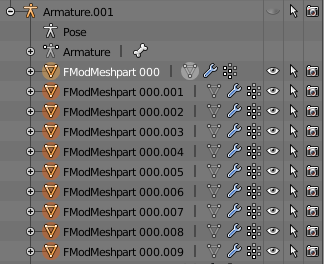 Armature.001
Pose
Armature
FModMeshpart 000
FModMeshpart 000.001
FModMeshpart 000.002
FModMeshpart 000.003
FModMeshpart 000.004
FModMeshpart 000.005
FModMeshpart 000.006
FModMeshpart 000.007
FModMeshpart 000.008
FModMeshpart 000.009